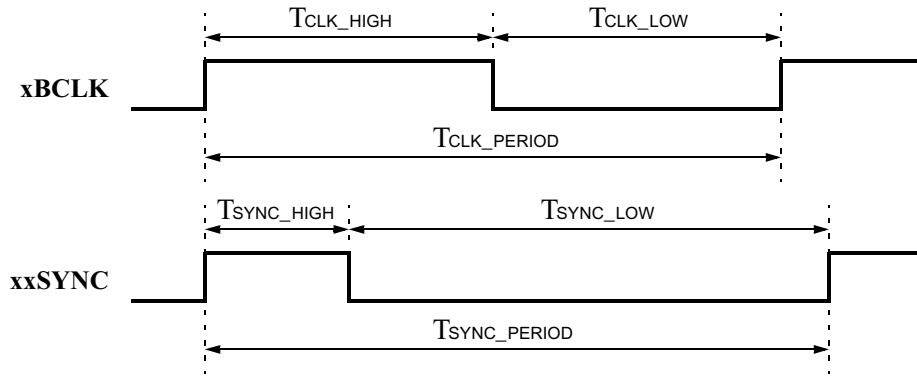 TCLK_HIGH TCLK_LOW
xBCLK
TCLK_PERIOD
TSYNC_HIGH TSYNC_LOW
xxSYNC
TSYNC_PERIOD